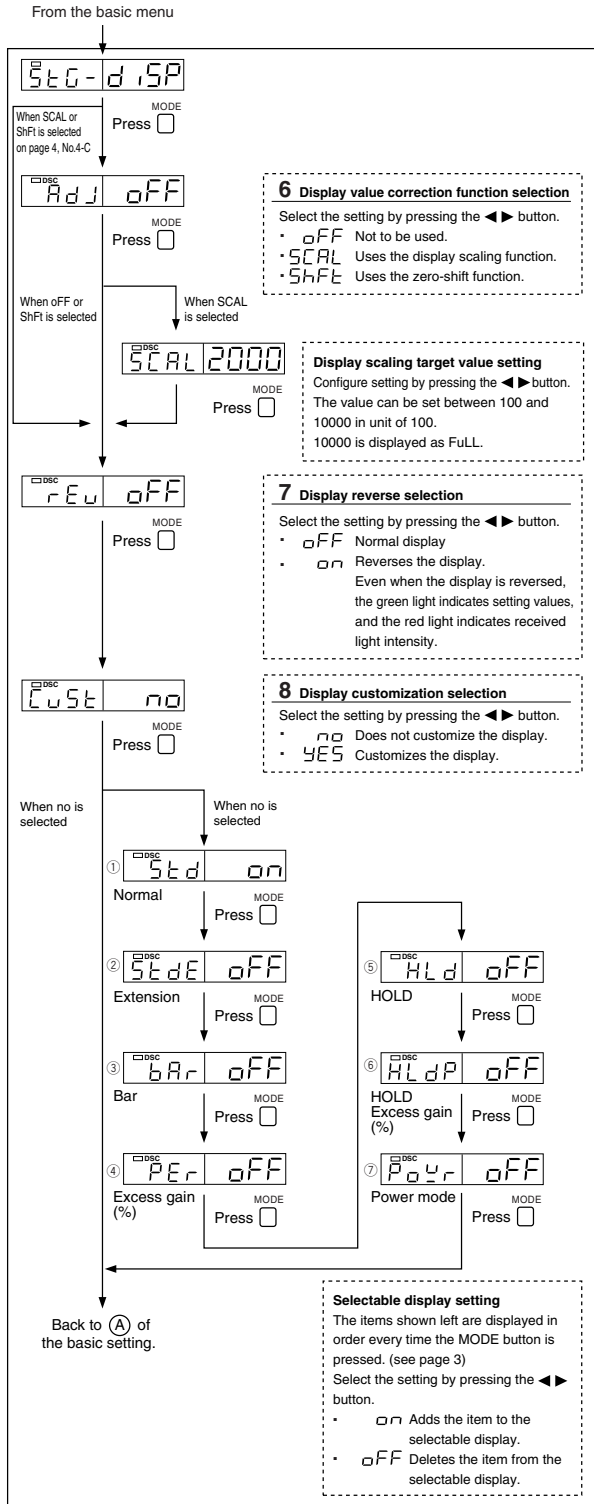 From the basic menu
StG- diSP
MODE
Press
When SCAL or
ShFt is selected
on page 4, No.4-C
DSC
AdJ oFF
MODE
Press
6 Display value correction function selection
Select the setting by pressing the ◀ ▶ button.
· oFF Not to be used.
· SCAL Uses the display scaling function.
· ShFt Uses the zero-shift function.
When oFF or
ShFt is selected
When SCAL
is selected
DSC
SCAL 2000
MODE
Press
Display scaling target value setting
Configure setting by pressing the ◀ ▶ button.
The value can be set between 100 and
10000 in unit of 100.
10000 is displayed as FuLL.
DSC
rEv oFF
MODE
Press
7 Display reverse selection
Select the setting by pressing the ◀ ▶ button.
· oFF Normal display
· on Reverses the display.
Even when the display is reversed,
the green light indicates setting values,
and the red light indicates received
light intensity.
DSC
CuSt no
MODE
Press
8 Display customization selection
Select the setting by pressing the ◀ ▶ button.
· no Does not customize the display.
· YES Customizes the display.
When no is
selected
When no is
selected
DSC
① Std on
Normal
MODE
Press
DSC
② StdE oFF
Extension
MODE
Press
DSC
③ bAr oFF
Bar
MODE
Press
DSC
④ PEr oFF
Excess gain
(%)
MODE
Press
DSC
⑤ HLd oFF
HOLD
MODE
Press
DSC
⑥ HLdP oFF
HOLD
Excess gain
(%)
MODE
Press
DSC
⑦ PoWr oFF
Power mode
MODE
Press
Back to Ⓐ of
the basic setting.
Selectable display setting
The items shown left are displayed in
order every time the MODE button is
pressed. (see page 3)
Select the setting by pressing the ◀ ▶
button.
· on Adds the item to the
selectable display.
· oFF Deletes the item from the
selectable display.